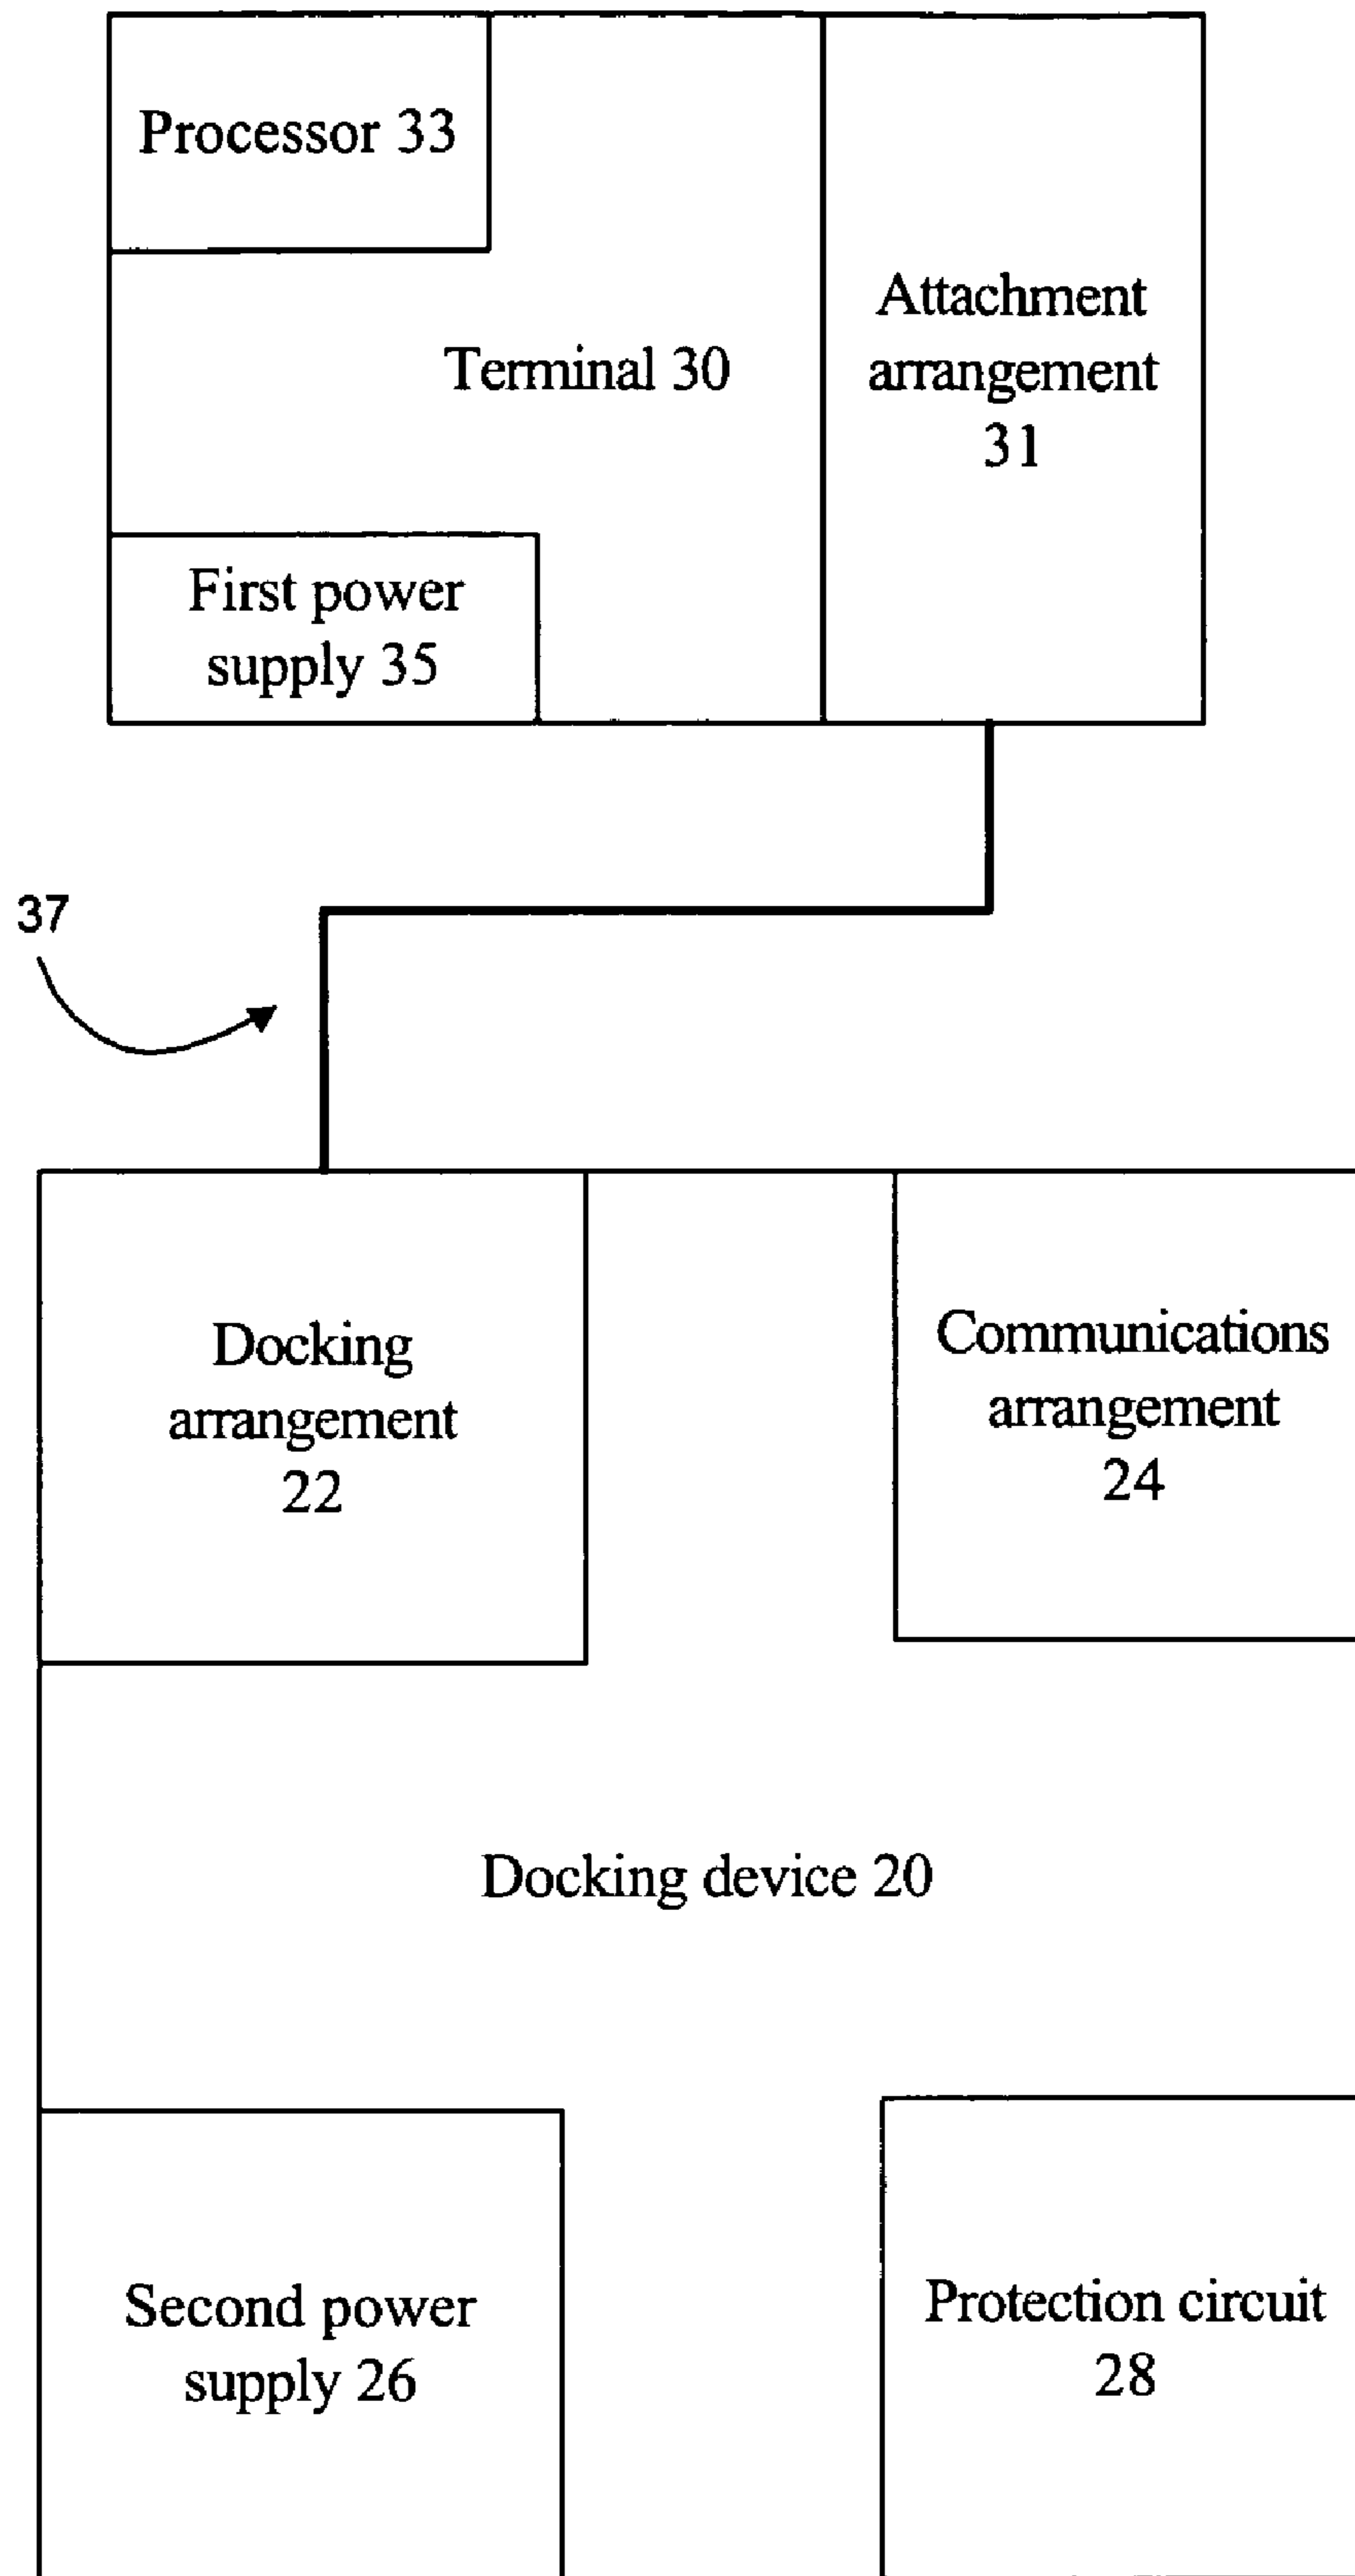 Processor 33
Terminal 30
Attachment
arrangement
31
First power
supply 35
37
Docking
arrangement
22
Communications
arrangement
24
Docking device 20
Second power
supply 26
Protection circuit
28